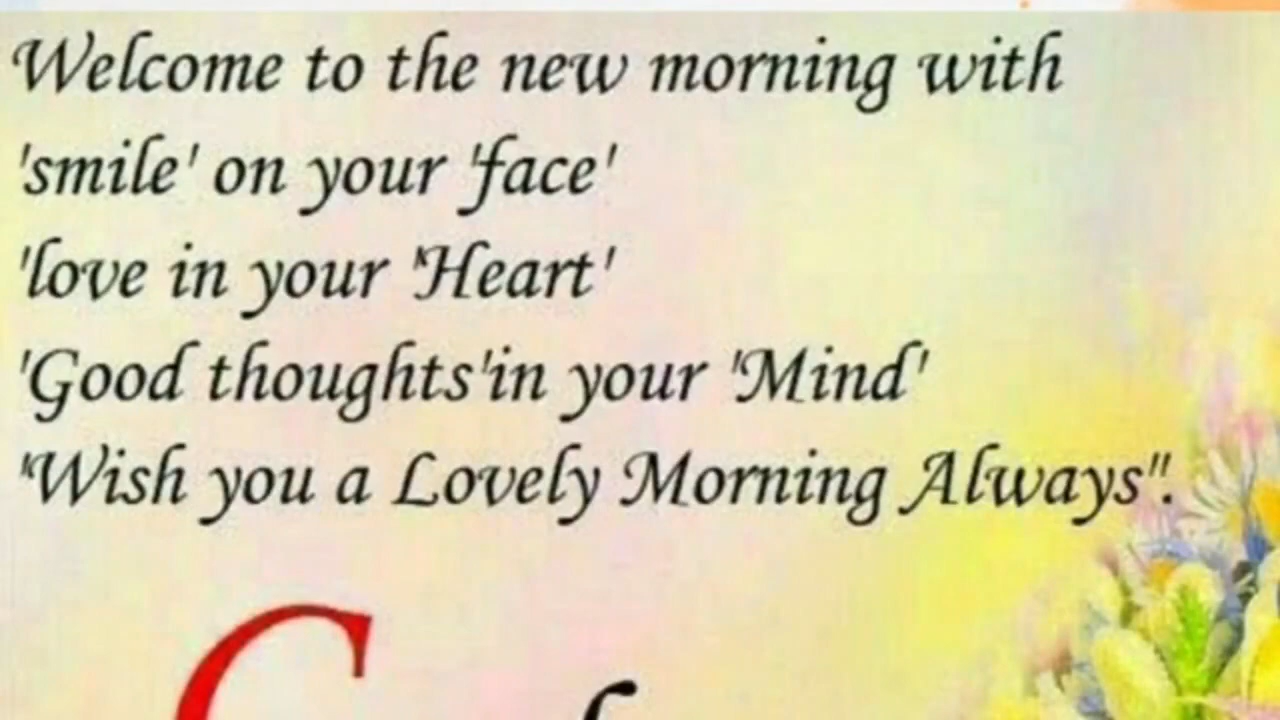 Welcome to the new morning with
'smile' on your 'face'
'love in your 'Heart'
'Good thoughts'in your 'Mind'
"Wish you a Lovely Morning Always".